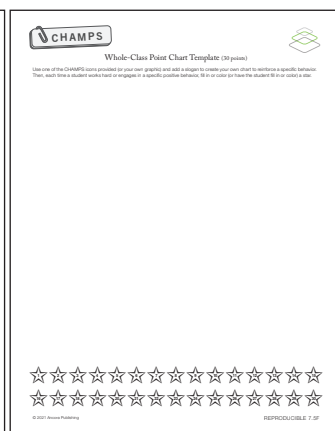 CHAMPS
Whole-Class Point Chart Template (30 points)
Use one of the CHAMPS icons provided (or your own graphic) and add a slogan to create your own chart to reinforce a specific behavior.
Then, each time a student works hard or engages in a specific positive behavior, fill in or color (or have the student fill in or color) a star.
© 2021 Ancora Publishing
REPRODUCIBLE 7.5F